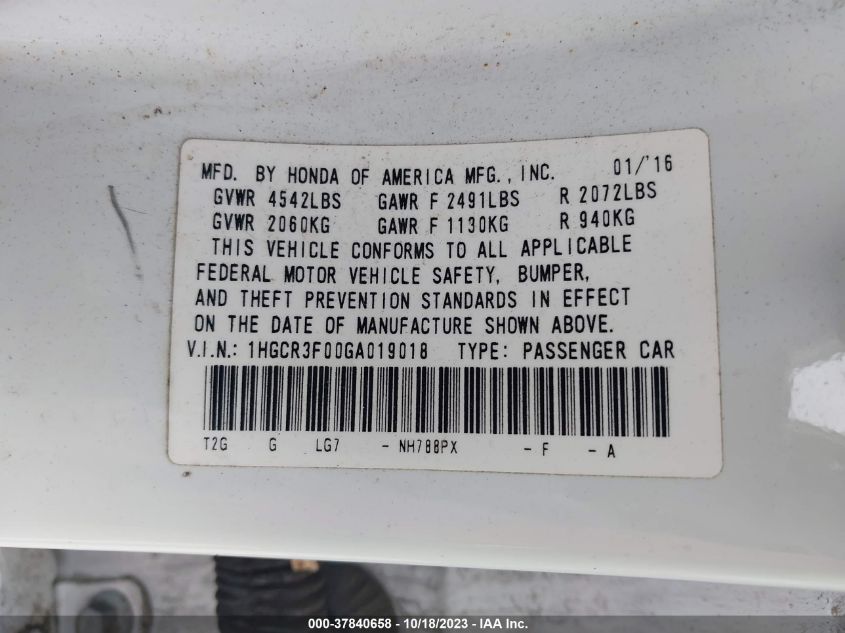 MFD. BY HONDA OF AMERICA MFG., INC. 01/'16
GVWR 4542LBS GAWR F 2491LBS R 2072LBS
GVWR 2060KG GAWR F 1130KG R 940KG
THIS VEHICLE CONFORMS TO ALL APPLICABLE
FEDERAL MOTOR VEHICLE SAFETY, BUMPER,
AND THEFT PREVENTION STANDARDS IN EFFECT
ON THE DATE OF MANUFACTURE SHOWN ABOVE.
V.I.N.: 1HGCR3F00GA019018 TYPE: PASSENGER CAR
T2G G LG7 - NH788PX - F - A
000-37840658 - 10/18/2023 - IAA Inc.